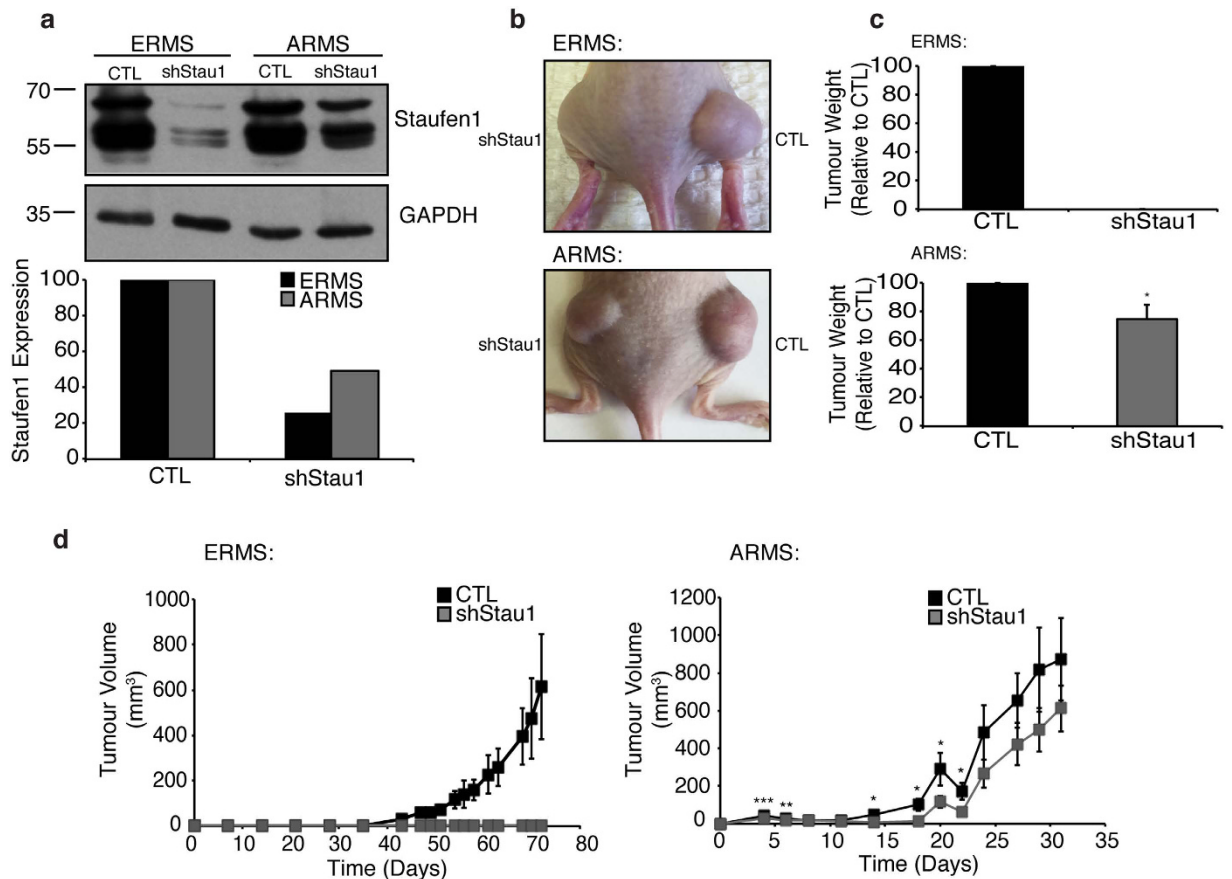 a
ERMS ARMS
CTL shStau1 CTL shStau1
70
55
Staufen1
35
GAPDH
Staufen1 Expression
100
80
60
40
20
0
ERMS
ARMS
CTL shStau1
b
ERMS:
shStau1 CTL
ARMS:
shStau1 CTL
c
ERMS:
Tumour Weight
(Relative to CTL)
100
80
60
40
20
0
CTL shStau1
ARMS:
Tumour Weight
(Relative to CTL)
100
80
60
40
20
0
*
CTL shStau1
d
ERMS:
CTL
shStau1
Tumour Volume
(mm³)
1000
800
600
400
200
0
0 10 20 30 40 50 60 70 80
Time (Days)
ARMS:
CTL
shStau1
Tumour Volume
(mm³)
1200
1000
800
600
400
200
0
*** ** * * * *
0 5 10 15 20 25 30 35
Time (Days)